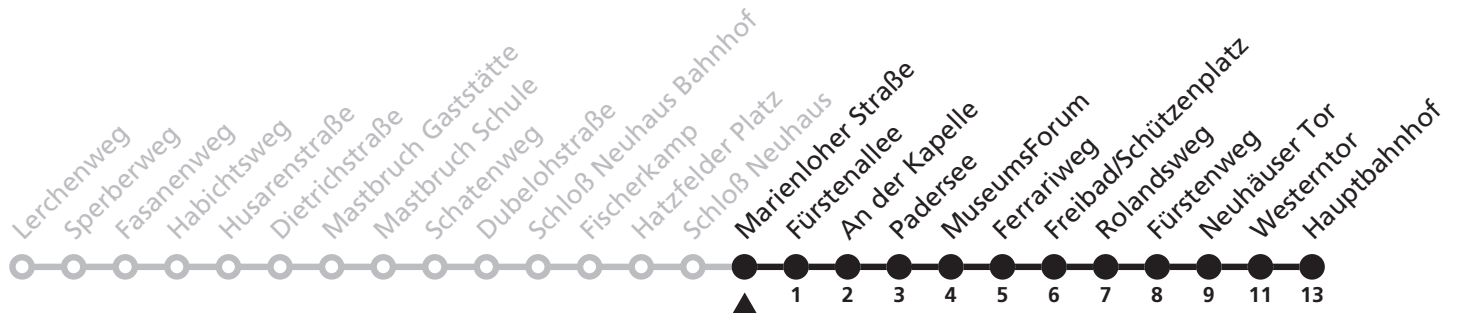 Lerchenweg
Sperberweg
Fasanenweg
Habichtsweg
Husarenstraße
Dietrichstraße
Mastbruch Gaststätte
Mastbruch Schule
Schatenweg
Dubelohstraße
Schloß Neuhaus Bahnhof
Fischerkamp
Hatzfelder Platz
Schloß Neuhaus
Marienloher Straße
Fürstenallee
An der Kapelle
Padersee
MuseumsForum
Ferrariweg
Freibad/Schützenplatz
Rolandsweg
Fürstenweg
Neuhäuser Tor
Westerntor
Hauptbahnhof
1 2 3 4 5 6 7 8 9 11 13